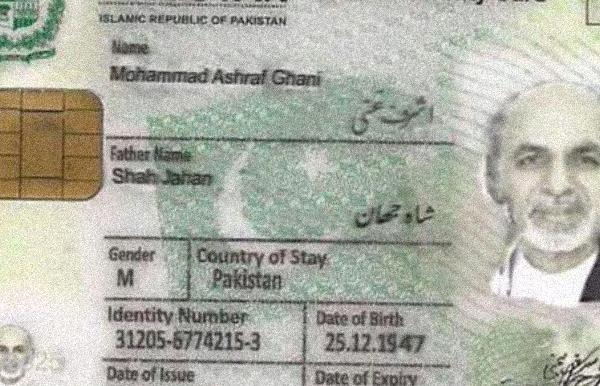 ISLAMIC REPUBLIC OF PAKISTAN
Name
Mohammad Ashraf Ghani
اشرف غنی
Father Name
Shah Jahan
شاہ جھان
Gender
Country of Stay
M
Pakistan
Identity Number
Date of Birth
31205-6774215-3
25.12.1947
Date of Issue
Date of Expiry